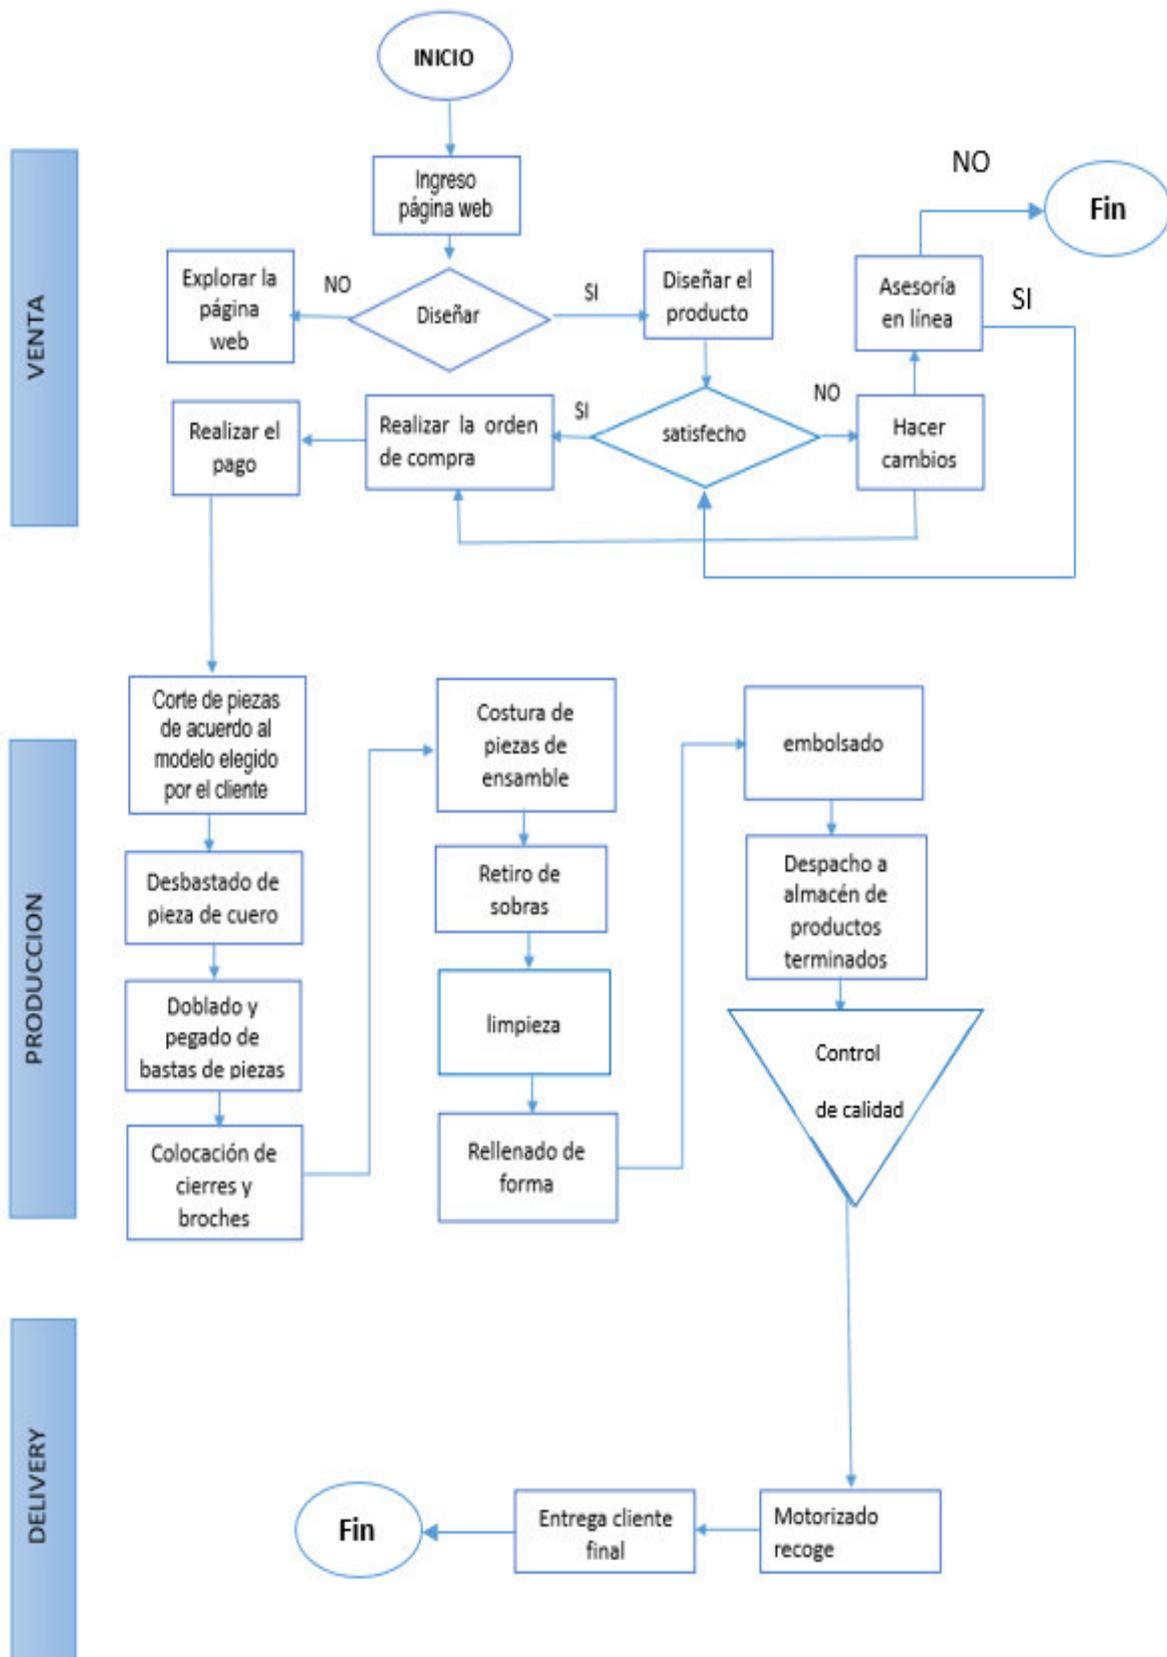 INICIO
VENTA
Ingreso
página web
NO
Fin
Explorar la
página
web
NO
Diseñar
SI
Diseñar el
producto
Asesoría
en línea
SI
Realizar el
pago
Realizar la orden
de compra
SI
satisfecho
NO
Hacer
cambios
PRODUCCION
Corte de piezas
de acuerdo al
modelo elegido
por el cliente
Desbastado de
pieza de cuero
Doblado y
pegado de
bastas de piezas
Colocación de
cierres y
broches
Costura de
piezas de
ensamble
Retiro de
sobras
limpieza
Rellenado de
forma
embolsado
Despacho a
almacén de
productos
terminados
Control
de calidad
DELIVERY
Motorizado
recoge
Entrega cliente
final
Fin